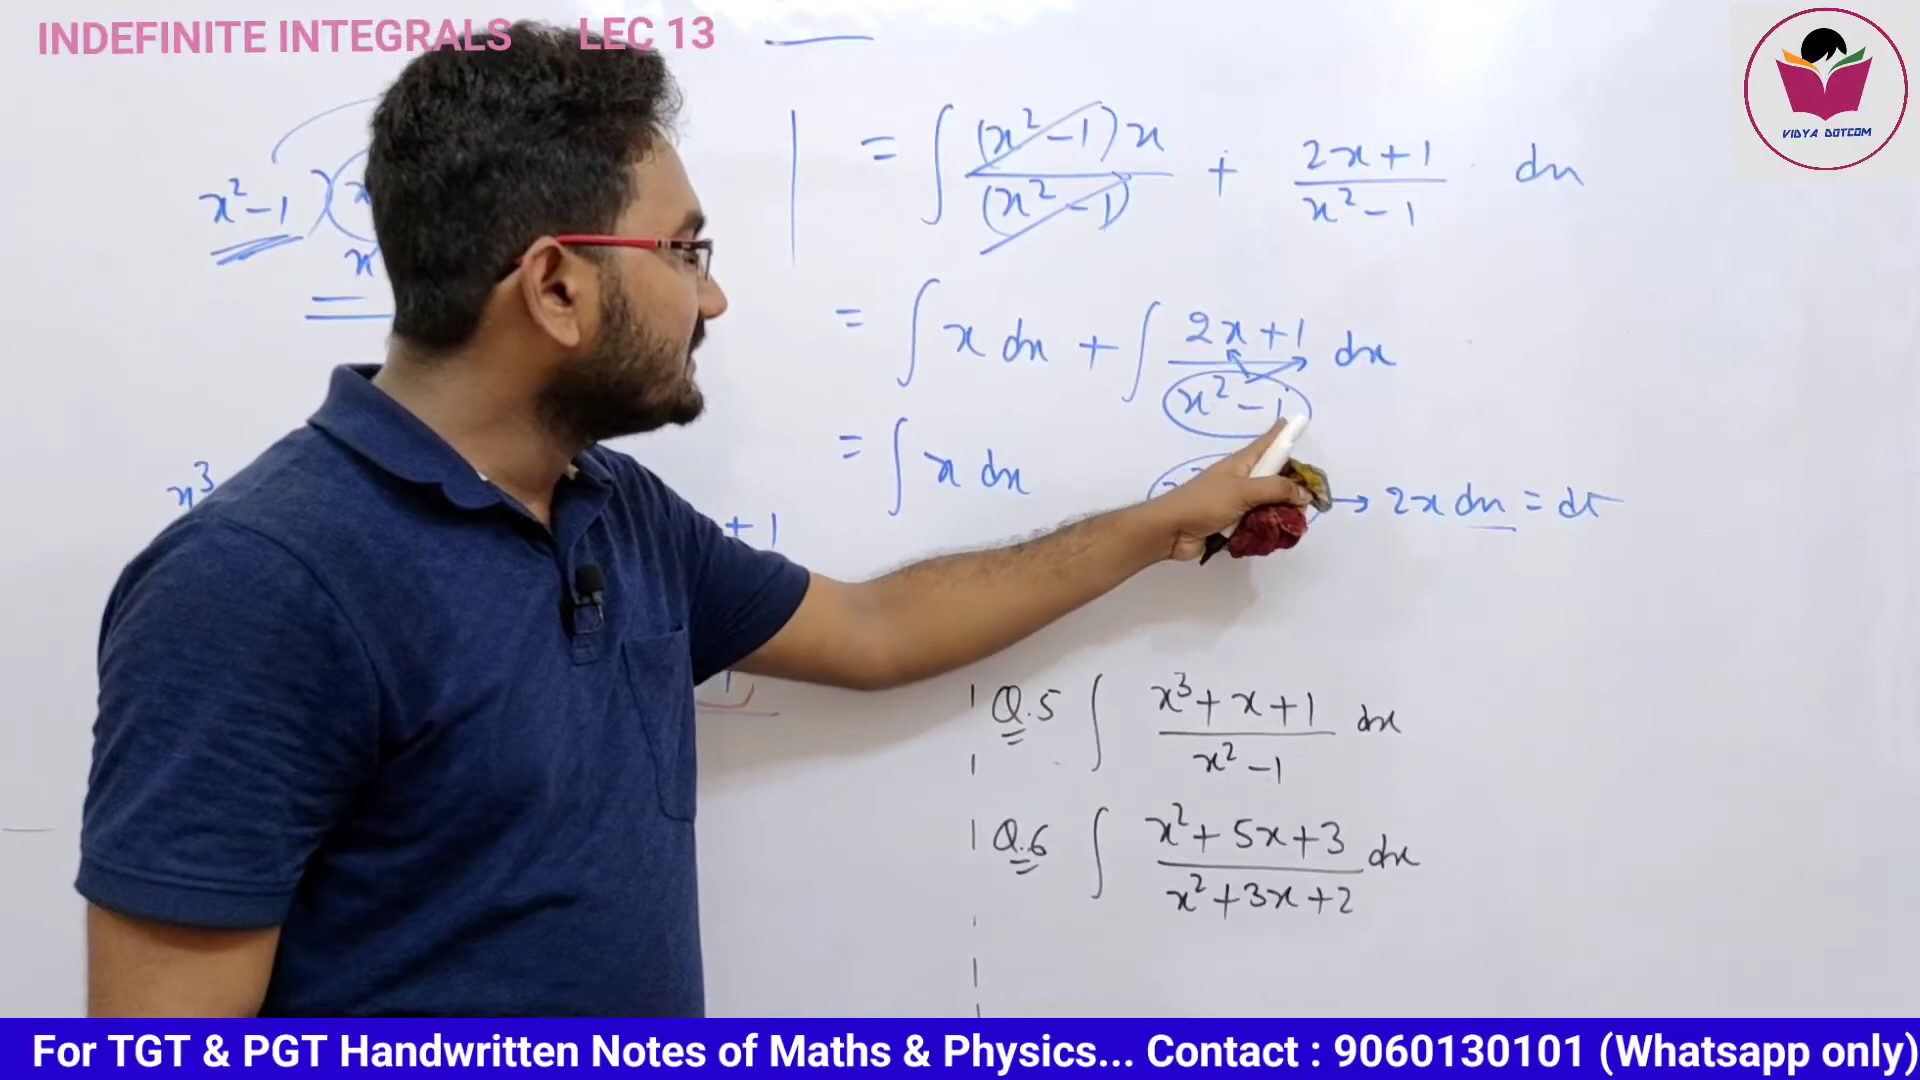 INDEFINITE INTEGRALS LEC 13
VIDYA DOTCOM
x² - 1 ) x
x
= ∫ (x² - 1) x / (x² - 1) + 2x + 1 / x² - 1 dx
= ∫ x dx + ∫ 2x + 1 / x² - 1 dx
= ∫ x dx
→ 2x dx = dt
x³
+ 1
Q.5 ∫ x³ + x + 1 / x² - 1 dx
Q.6 ∫ x² + 5x + 3 / x² + 3x + 2 dx
For TGT & PGT Handwritten Notes of Maths & Physics... Contact : 9060130101 (Whatsapp only)